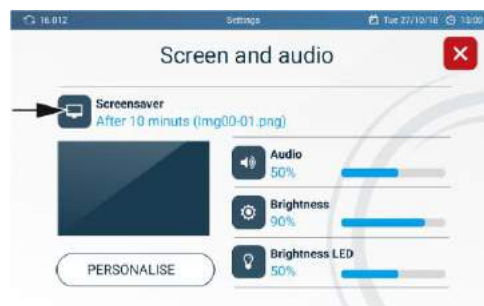 16.012 Settings Tue 27/10/18 13:00
Screen and audio
Screensaver
After 10 minuts (Img00-01.png)
Audio
50%
Brightness
90%
Brightness LED
50%
PERSONALISE